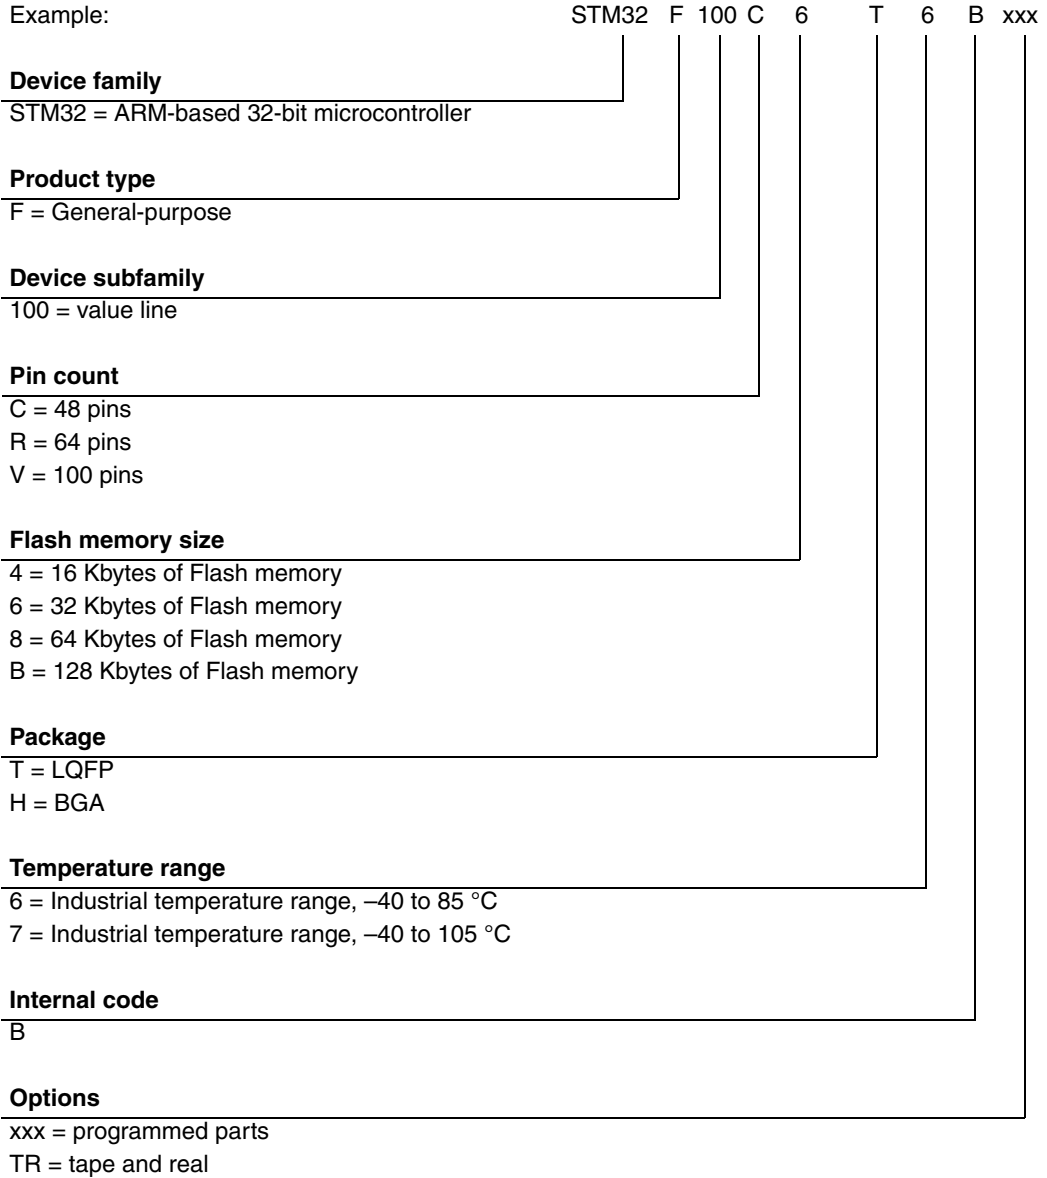 Example: STM32 F 100 C 6 T 6 B xxx
Device family
STM32 = ARM-based 32-bit microcontroller
Product type
F = General-purpose
Device subfamily
100 = value line
Pin count
C = 48 pins
R = 64 pins
V = 100 pins
Flash memory size
4 = 16 Kbytes of Flash memory
6 = 32 Kbytes of Flash memory
8 = 64 Kbytes of Flash memory
B = 128 Kbytes of Flash memory
Package
T = LQFP
H = BGA
Temperature range
6 = Industrial temperature range, –40 to 85 °C
7 = Industrial temperature range, –40 to 105 °C
Internal code
B
Options
xxx = programmed parts
TR = tape and real